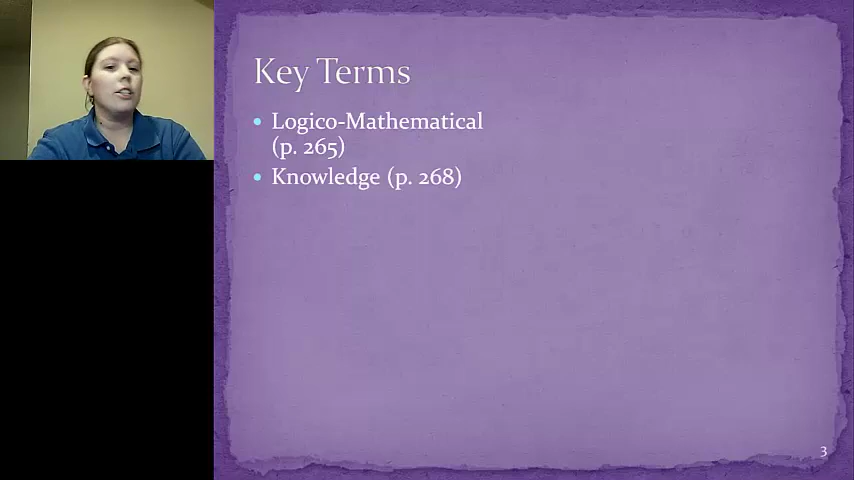 Key Terms
• Logico-Mathematical
(p. 265)
• Knowledge (p. 268)
3